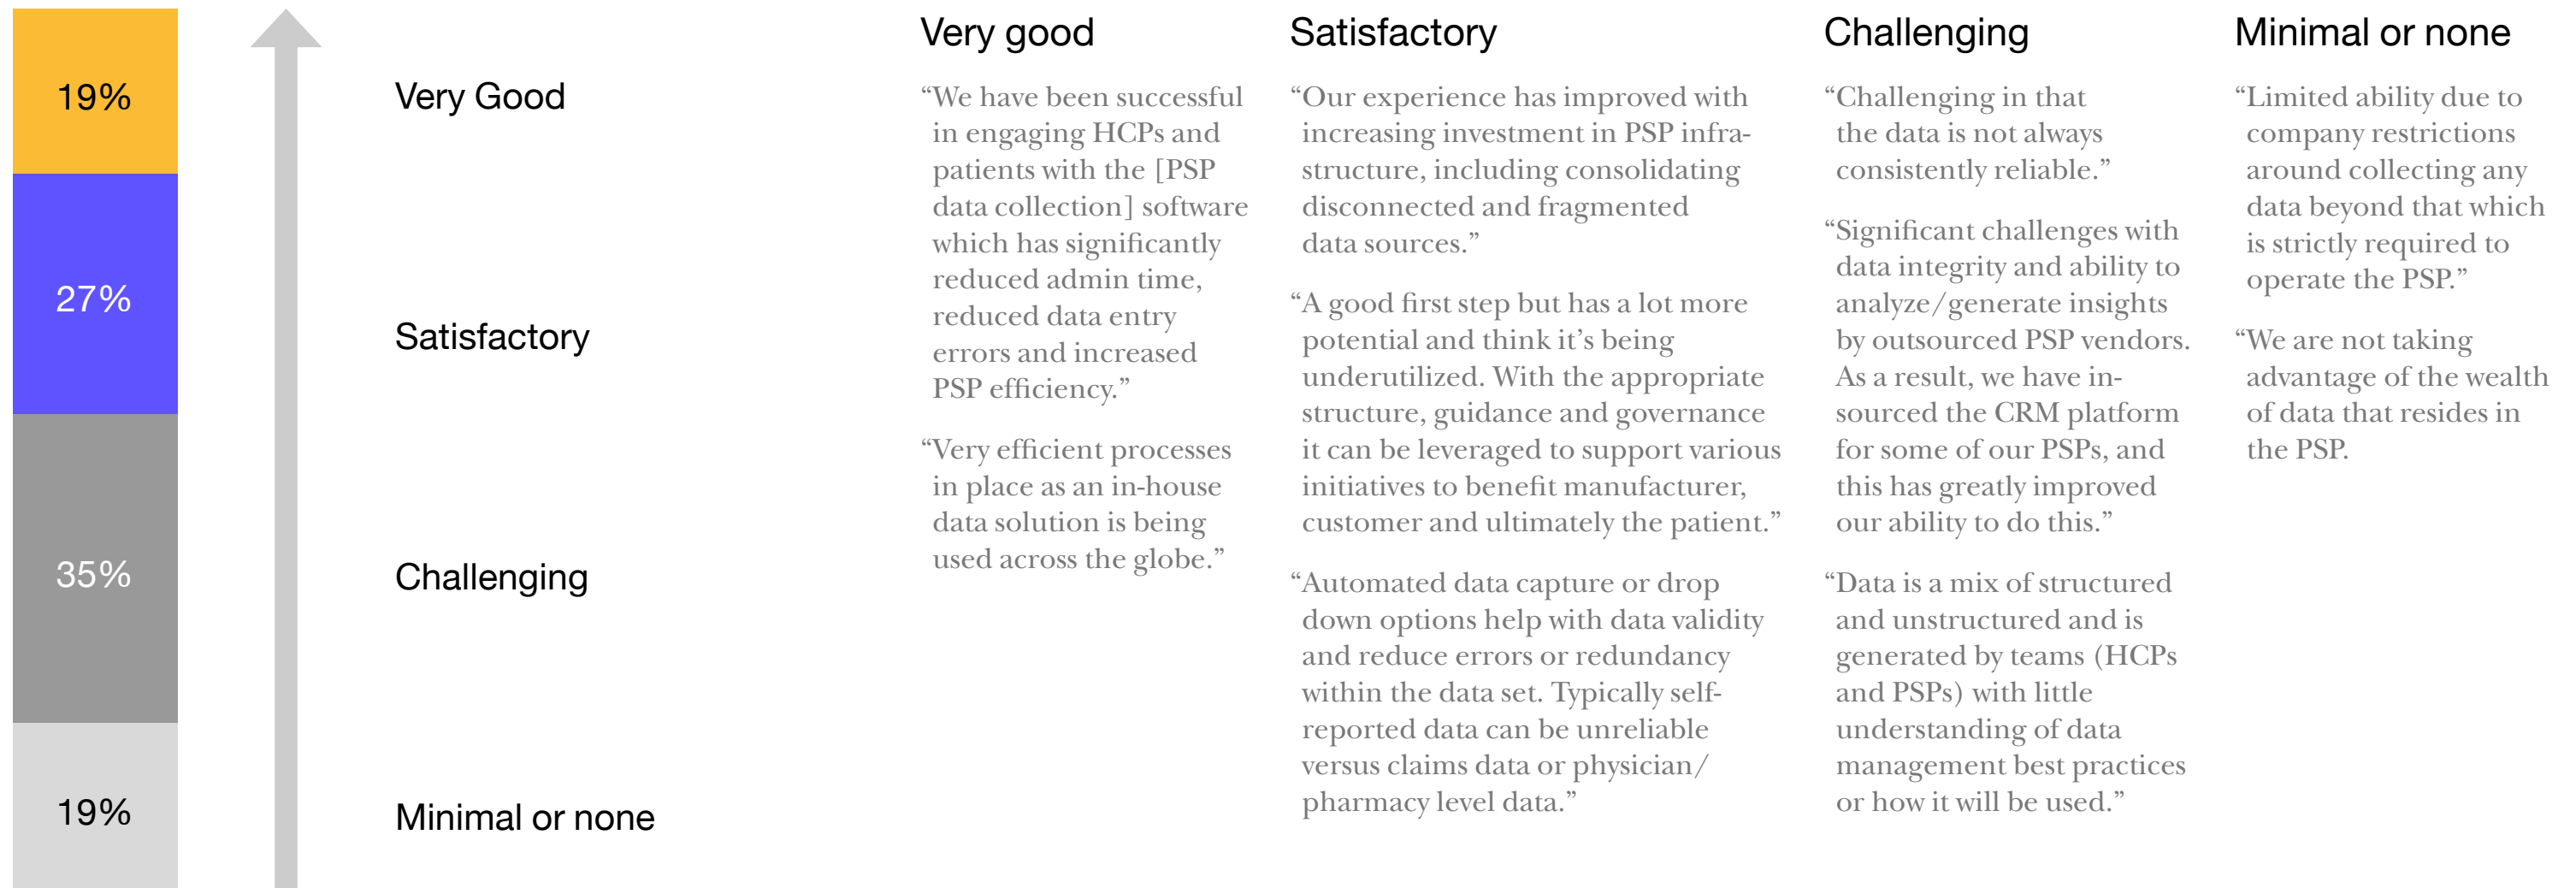 19%
27%
35%
19%
Very Good
Satisfactory
Challenging
Minimal or none
Very good
“We have been successful
in engaging HCPs and
patients with the [PSP
data collection] software
which has significantly
reduced admin time,
reduced data entry
errors and increased
PSP efficiency.”
“Very efficient processes
in place as an in-house
data solution is being
used across the globe.”
Satisfactory
“Our experience has improved with
increasing investment in PSP infra-
structure, including consolidating
disconnected and fragmented
data sources.”
“A good first step but has a lot more
potential and think it’s being
underutilized. With the appropriate
structure, guidance and governance
it can be leveraged to support various
initiatives to benefit manufacturer,
customer and ultimately the patient.”
“Automated data capture or drop
down options help with data validity
and reduce errors or redundancy
within the data set. Typically self-
reported data can be unreliable
versus claims data or physician/
pharmacy level data.”
Challenging
“Challenging in that
the data is not always
consistently reliable.”
“Significant challenges with
data integrity and ability to
analyze/generate insights
by outsourced PSP vendors.
As a result, we have in-
sourced the CRM platform
for some of our PSPs, and
this has greatly improved
our ability to do this.”
“Data is a mix of structured
and unstructured and is
generated by teams (HCPs
and PSPs) with little
understanding of data
management best practices
or how it will be used.”
Minimal or none
“Limited ability due to
company restrictions
around collecting any
data beyond that which
is strictly required to
operate the PSP.”
“We are not taking
advantage of the wealth
of data that resides in
the PSP.